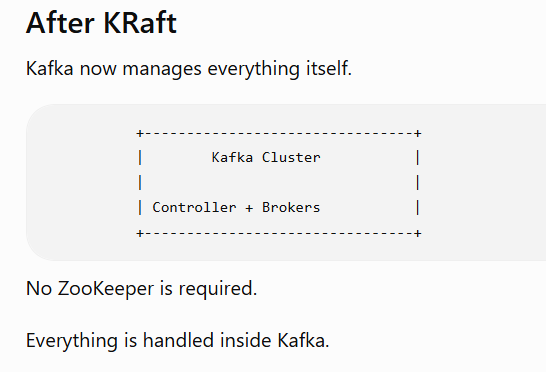 After KRaft
Kafka now manages everything itself.
+--------------------------------+
|        Kafka Cluster           |
|                                |
| Controller + Brokers           |
+--------------------------------+
No ZooKeeper is required.
Everything is handled inside Kafka.